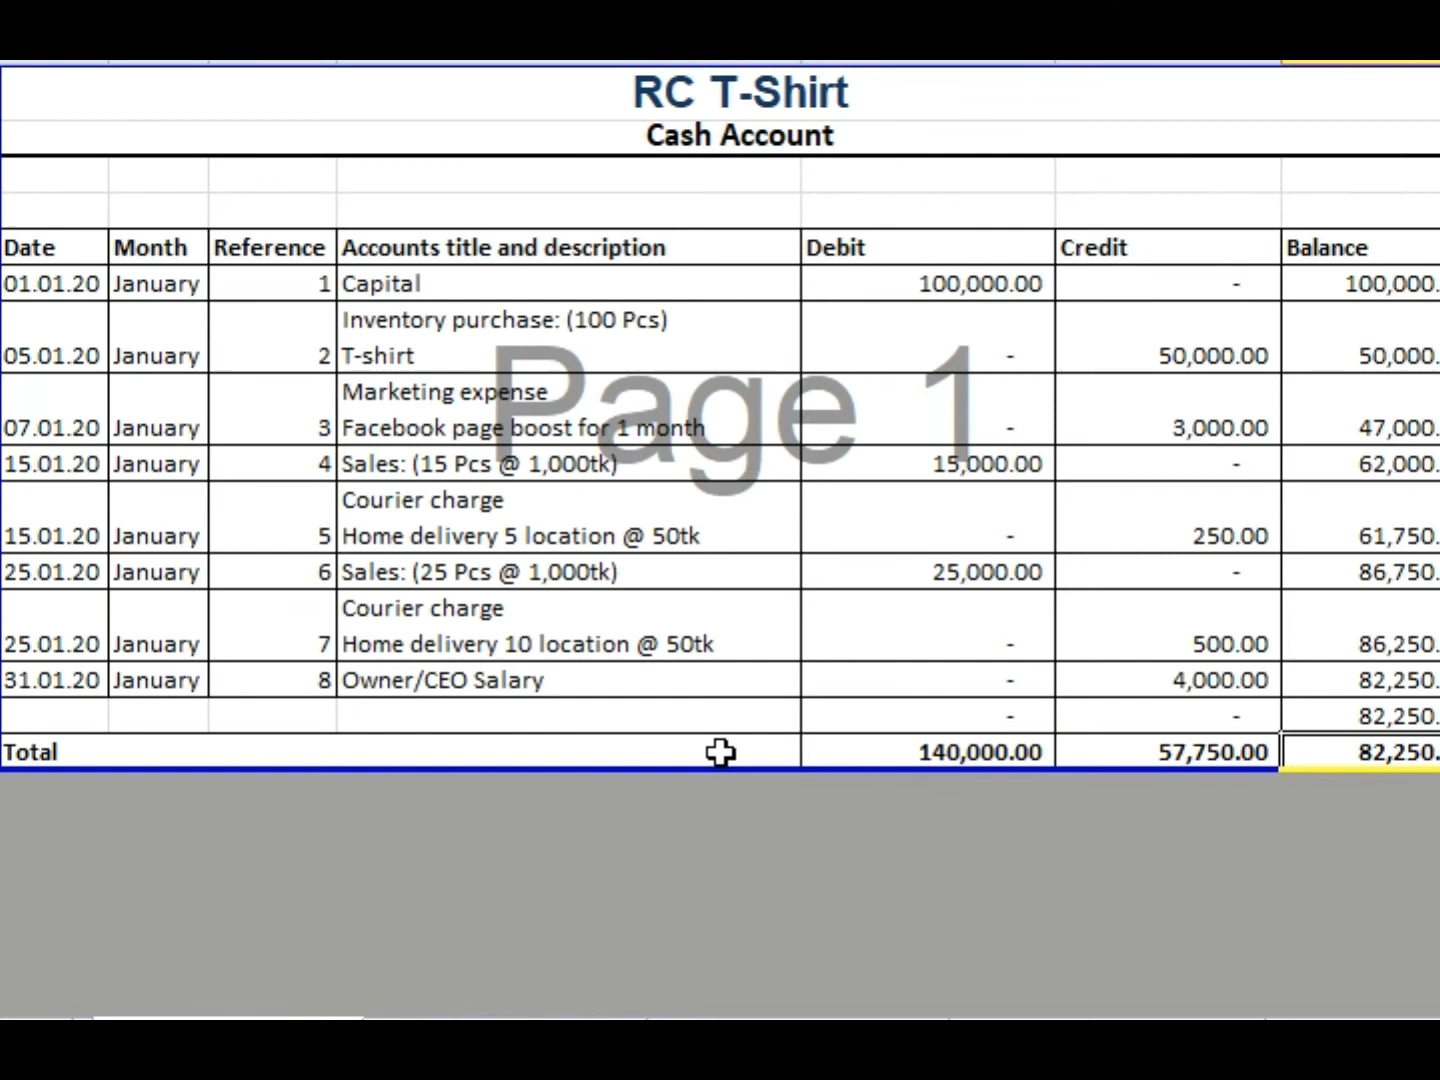 RC T-Shirt
Cash Account
Date Month Reference Accounts title and description Debit Credit Balance
01.01.20 January 1 Capital 100,000.00 - 100,000.
Inventory purchase: (100 Pcs)
05.01.20 January 2 T-shirt - 50,000.00 50,000.
Marketing expense
07.01.20 January 3 Facebook page boost for 1 month - 3,000.00 47,000.
15.01.20 January 4 Sales: (15 Pcs @ 1,000tk) 15,000.00 - 62,000.
Courier charge
15.01.20 January 5 Home delivery 5 location @ 50tk - 250.00 61,750.
25.01.20 January 6 Sales: (25 Pcs @ 1,000tk) 25,000.00 - 86,750.
Courier charge
25.01.20 January 7 Home delivery 10 location @ 50tk - 500.00 86,250.
31.01.20 January 8 Owner/CEO Salary - 4,000.00 82,250.
- - 82,250.
Total 140,000.00 57,750.00 82,250.
Page 1